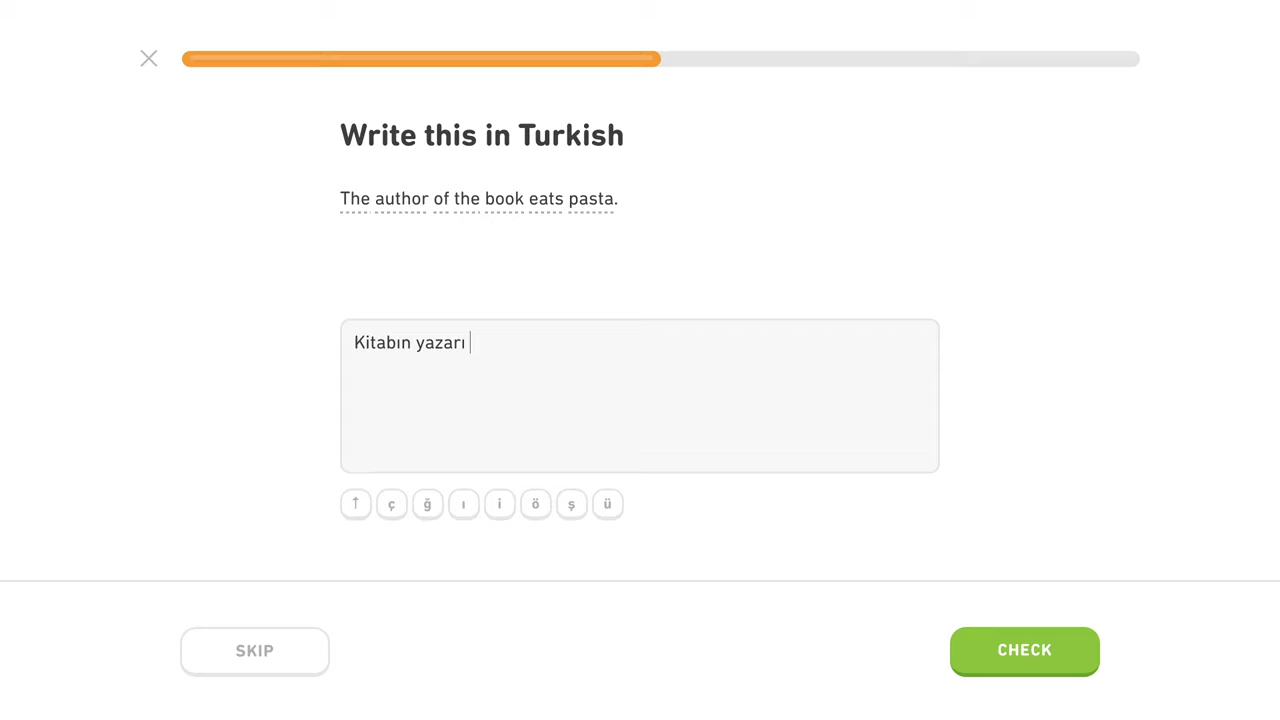 Write this in Turkish
The author of the book eats pasta.
Kitabın yazarı
↑ ç ğ ı i ö ş ü
SKIP
CHECK